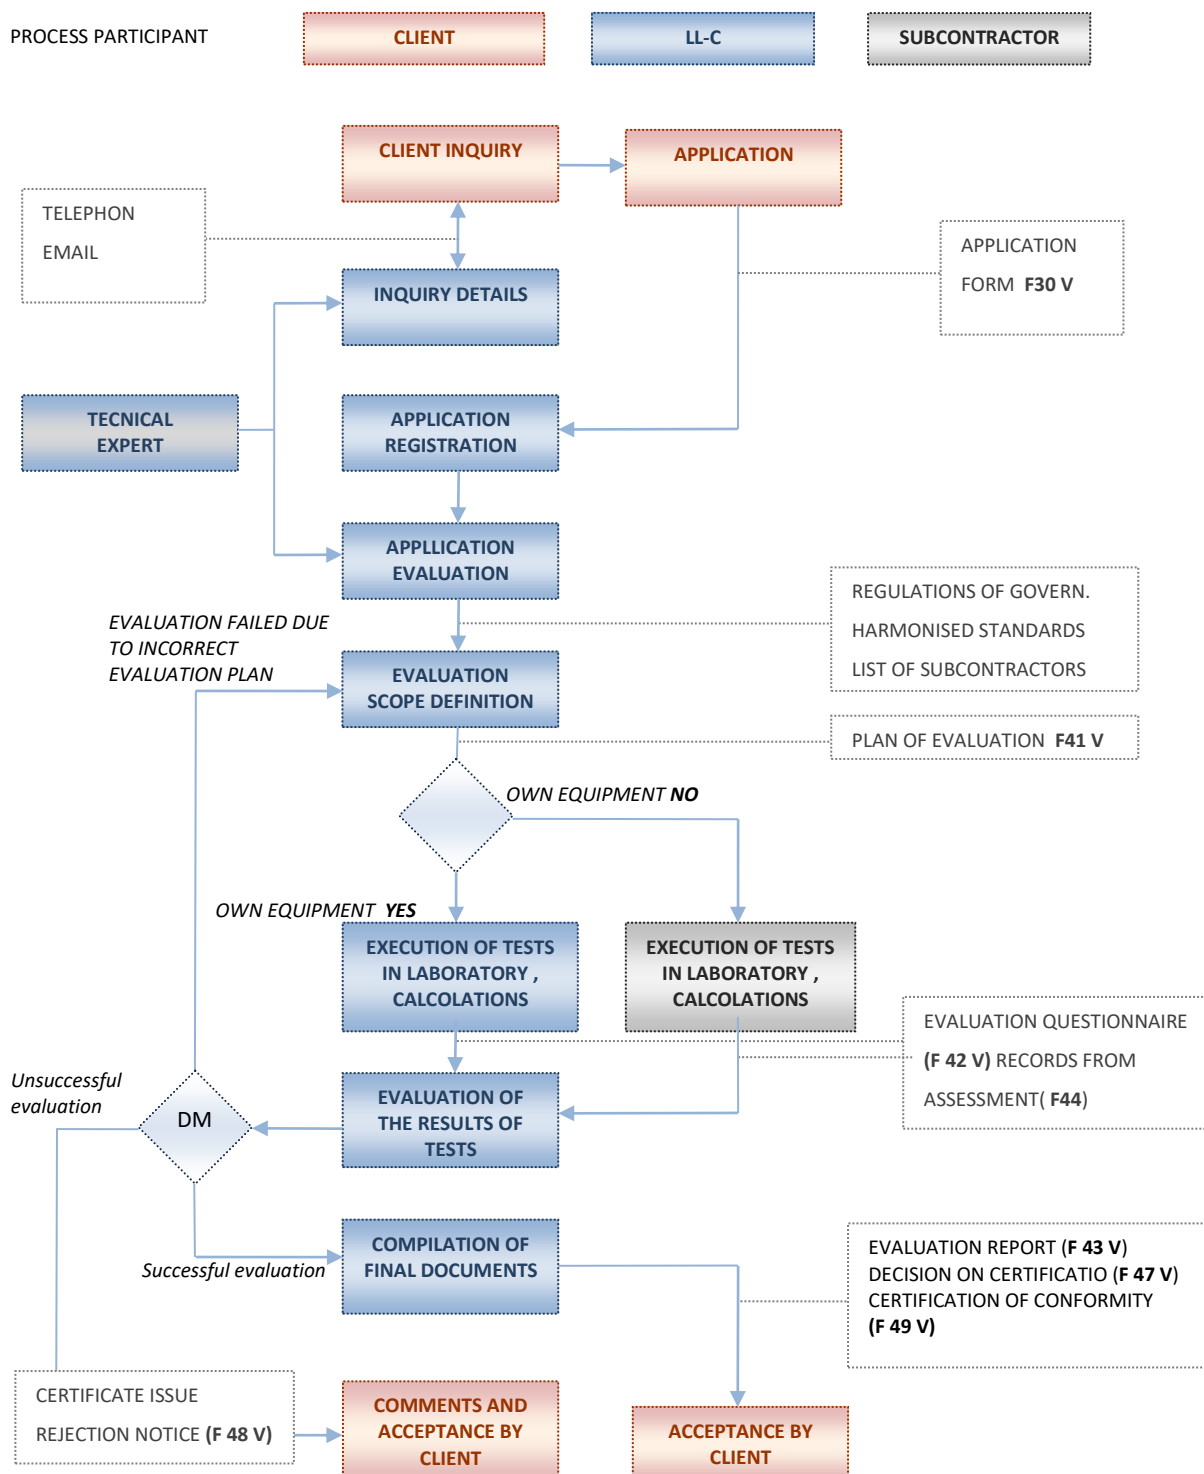 PROCESS PARTICIPANT
CLIENT
LL-C
SUBCONTRACTOR
CLIENT INQUIRY
APPLICATION
TELEPHON
EMAIL
APPLICATION
FORM F30 V
INQUIRY DETAILS
TECNICAL
EXPERT
APPLICATION
REGISTRATION
APPLLICATION
EVALUATION
REGULATIONS OF GOVERN.
HARMONISED STANDARDS
LIST OF SUBCONTRACTORS
EVALUATION FAILED DUE
TO INCORRECT
EVALUATION PLAN
EVALUATION
SCOPE DEFINITION
PLAN OF EVALUATION F41 V
OWN EQUIPMENT NO
OWN EQUIPMENT YES
EXECUTION OF TESTS
IN LABORATORY ,
CALCOLATIONS
EXECUTION OF TESTS
IN LABORATORY ,
CALCOLATIONS
EVALUATION QUESTIONNAIRE
(F 42 V) RECORDS FROM
ASSESSMENT( F44)
Unsuccessful
evaluation
DM
EVALUATION OF
THE RESULTS OF
TESTS
Successful evaluation
COMPILATION OF
FINAL DOCUMENTS
EVALUATION REPORT (F 43 V)
DECISION ON CERTIFICATIO (F 47 V)
CERTIFICATION OF CONFORMITY
(F 49 V)
CERTIFICATE ISSUE
REJECTION NOTICE (F 48 V)
COMMENTS AND
ACCEPTANCE BY
CLIENT
ACCEPTANCE BY
CLIENT